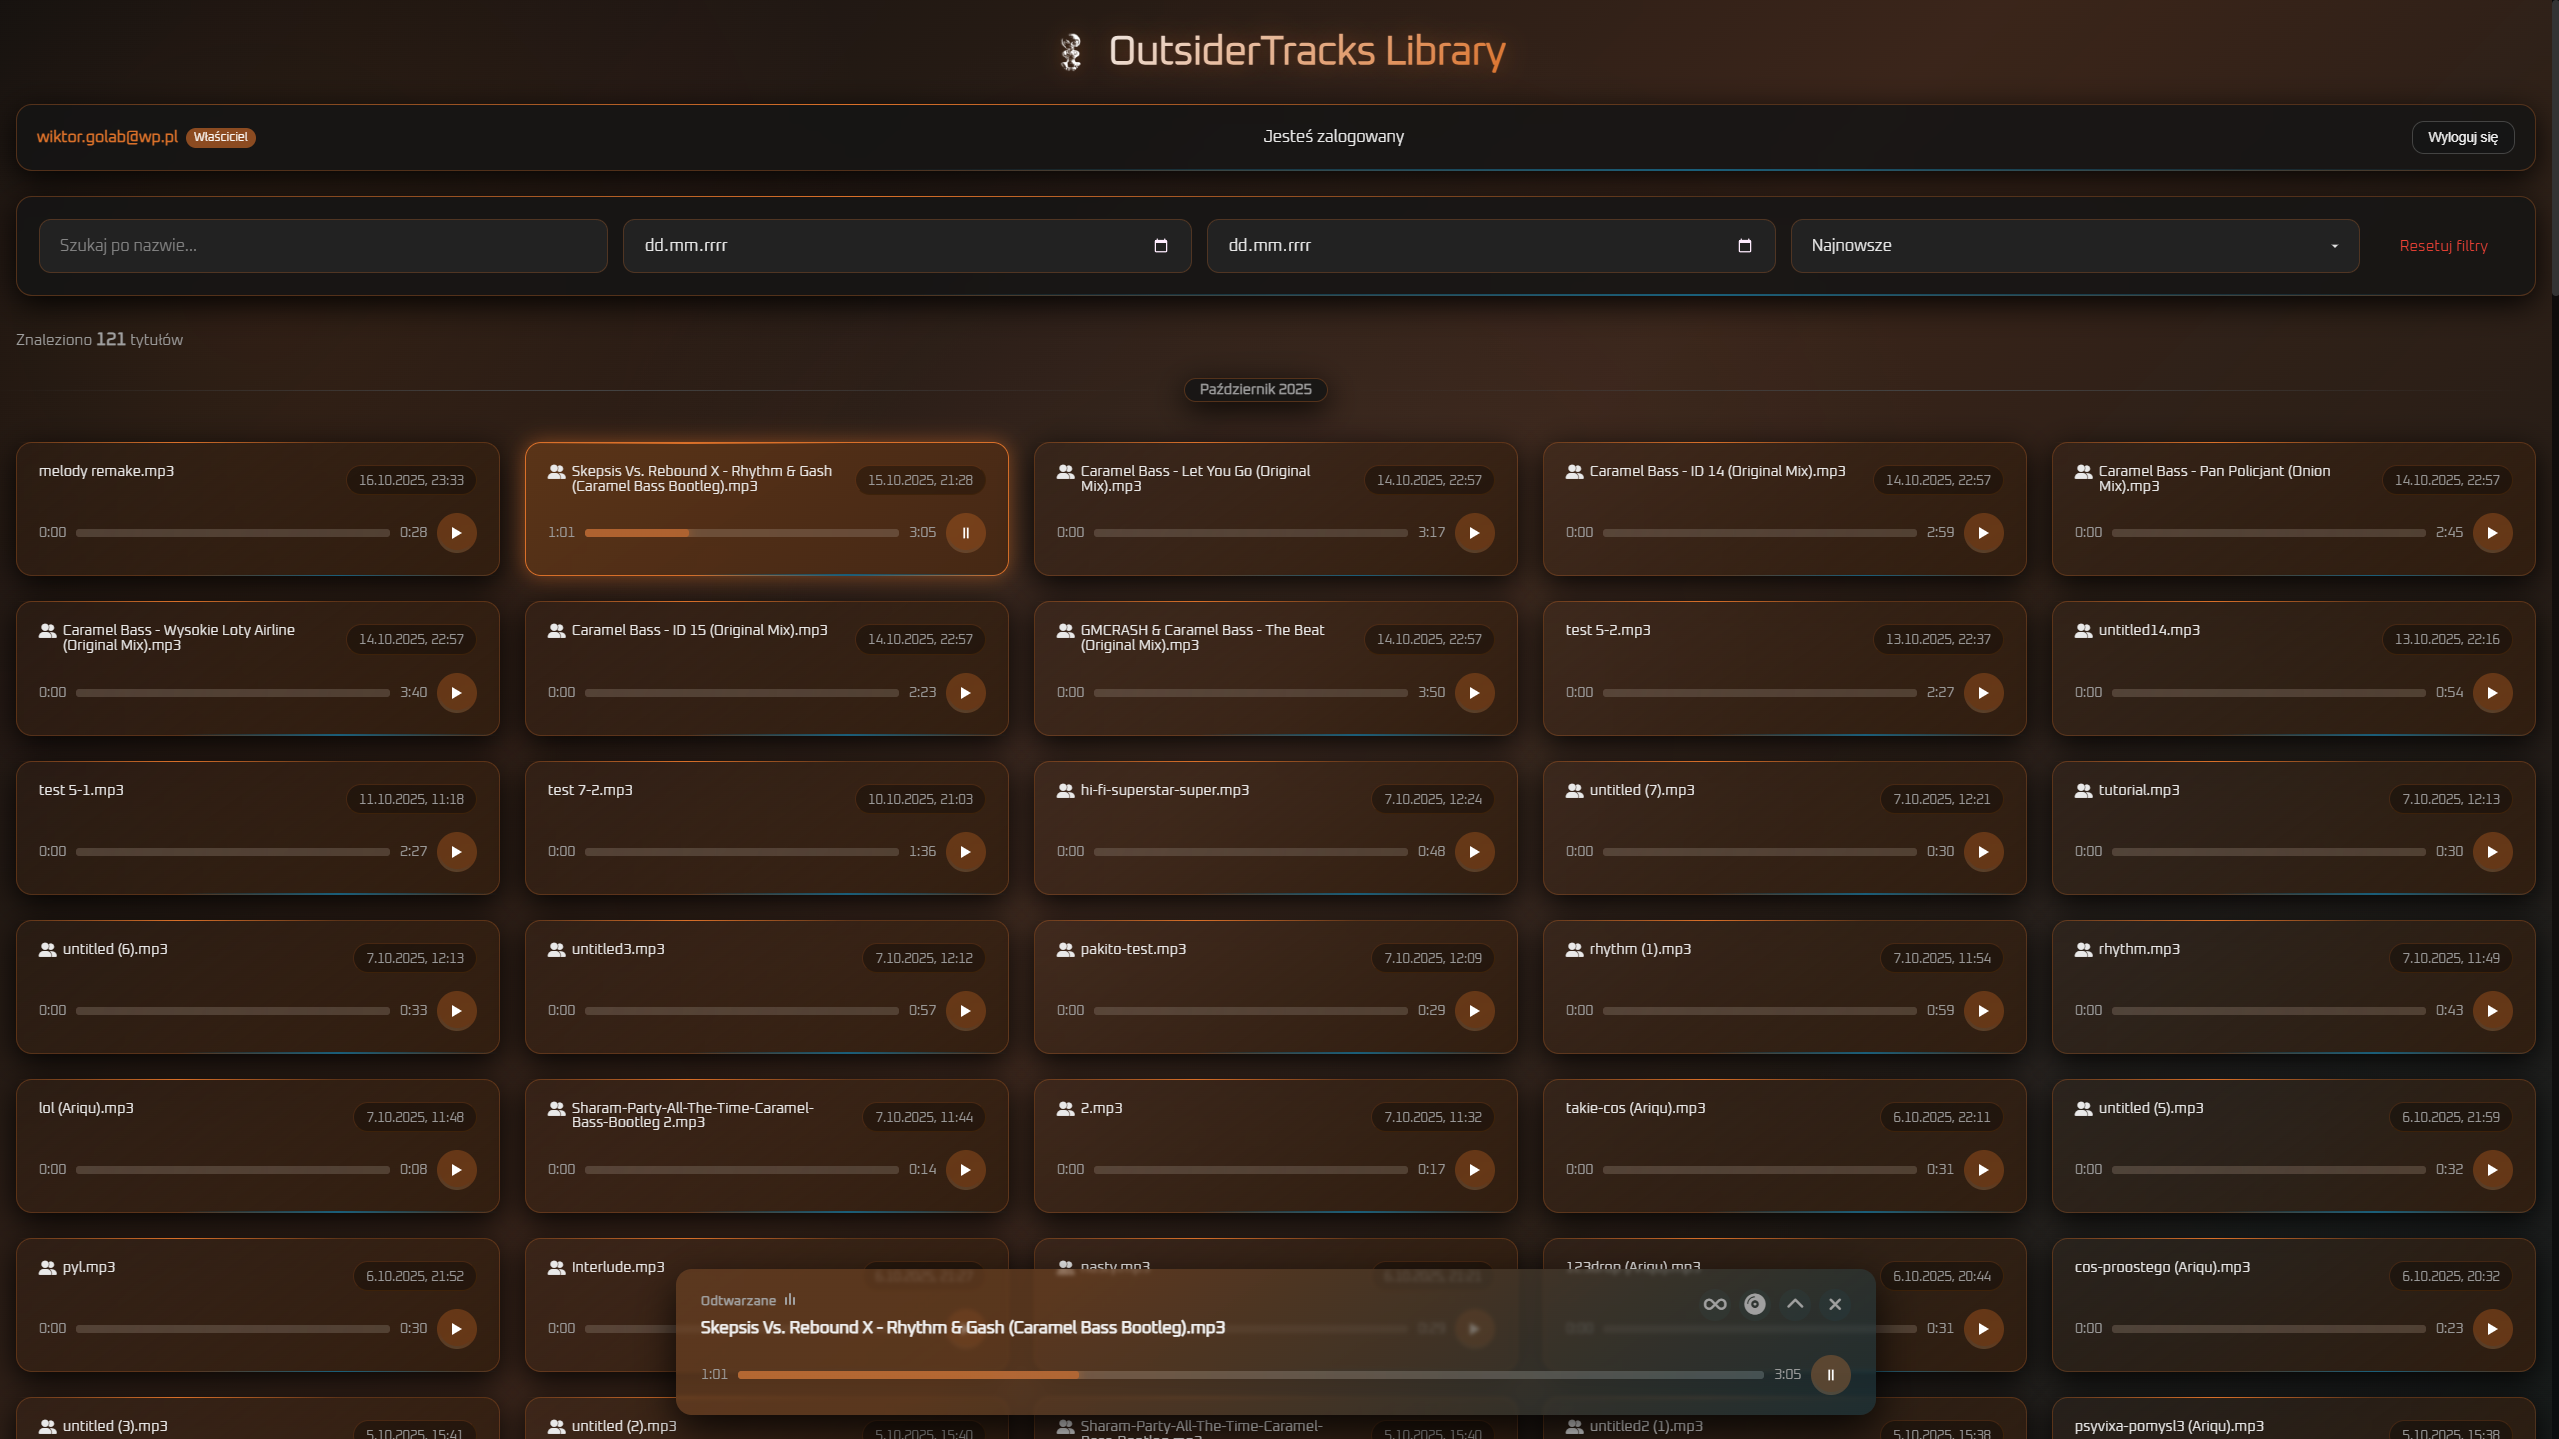 OutsiderTracks Library
wiktor.golab@wp.pl Właściciel
Jesteś zalogowany
Wyloguj się
Szukaj po nazwie...
dd.mm.rrrr
dd.mm.rrrr
Najnowsze
Resetuj filtry
Znaleziono 121 tytułów
Październik 2025
melody remake.mp3
16.10.2025, 23:33
0:00
0:28
Skepsis Vs. Rebound X - Rhythm & Gash
(Caramel Bass Bootleg).mp3
15.10.2025, 21:28
1:01
3:05
Caramel Bass - Let You Go (Original
Mix).mp3
14.10.2025, 22:57
0:00
3:17
Caramel Bass - ID 14 (Original Mix).mp3
14.10.2025, 22:57
0:00
2:59
Caramel Bass - Pan Policjant (Onion
Mix).mp3
14.10.2025, 22:57
0:00
2:45
Caramel Bass - Wysokie Loty Airline
(Original Mix).mp3
14.10.2025, 22:57
0:00
3:40
Caramel Bass - ID 15 (Original Mix).mp3
14.10.2025, 22:57
0:00
2:23
GMCRASH & Caramel Bass - The Beat
(Original Mix).mp3
14.10.2025, 22:57
0:00
3:50
test 5-2.mp3
13.10.2025, 22:37
0:00
2:27
untitled14.mp3
13.10.2025, 22:16
0:00
0:54
test 5-1.mp3
11.10.2025, 11:18
0:00
2:27
test 7-2.mp3
10.10.2025, 21:03
0:00
1:36
hi-fi-superstar-super.mp3
7.10.2025, 12:24
0:00
0:48
untitled (7).mp3
7.10.2025, 12:21
0:00
0:30
tutorial.mp3
7.10.2025, 12:13
0:00
0:30
untitled (6).mp3
7.10.2025, 12:13
0:00
0:33
untitled3.mp3
7.10.2025, 12:12
0:00
0:57
pakito-test.mp3
7.10.2025, 12:09
0:00
0:29
rhythm (1).mp3
7.10.2025, 11:54
0:00
0:59
rhythm.mp3
7.10.2025, 11:49
0:00
0:43
lol (Ariqu).mp3
7.10.2025, 11:48
0:00
0:08
Sharam-Party-All-The-Time-Caramel-
Bass-Bootleg 2.mp3
7.10.2025, 11:44
0:00
0:14
2.mp3
7.10.2025, 11:32
0:00
0:17
takie-cos (Ariqu).mp3
6.10.2025, 22:11
0:00
0:31
untitled (5).mp3
6.10.2025, 21:59
0:00
0:32
pyl.mp3
6.10.2025, 21:52
0:00
0:30
Interlude.mp3
0:00
nasty.mp3
123drop (Ariqu).mp3
6.10.2025, 20:44
0:31
cos-proostego (Ariqu).mp3
6.10.2025, 20:32
0:00
0:23
Odtwarzane
Skepsis Vs. Rebound X - Rhythm & Gash (Caramel Bass Bootleg).mp3
1:01
3:05
untitled (3).mp3
5.10.2025, 15:41
untitled (2).mp3
5.10.2025, 15:40
Sharam-Party-All-The-Time-Caramel-
5.10.2025, 15:40
untitled2 (1).mp3
5.10.2025, 15:38
psyvixa-pomysl3 (Ariqu).mp3
5.10.2025, 15:38